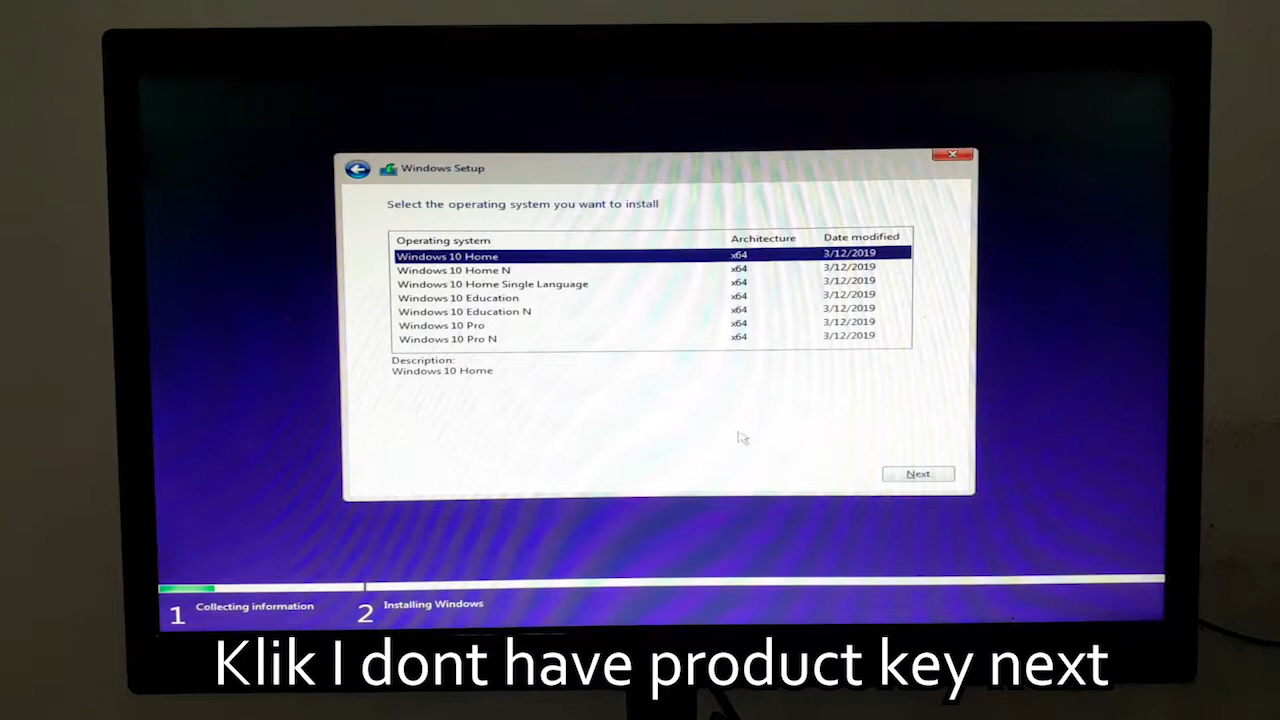 Windows Setup
Select the operating system you want to install
Operating system Architecture Date modified
Windows 10 Home x64 3/12/2019
Windows 10 Home N x64 3/12/2019
Windows 10 Home Single Language x64 3/12/2019
Windows 10 Education x64 3/12/2019
Windows 10 Education N x64 3/12/2019
Windows 10 Pro x64 3/12/2019
Windows 10 Pro N x64 3/12/2019
Description:
Windows 10 Home
Next
1 Collecting information 2 Installing Windows
Klik I dont have product key next